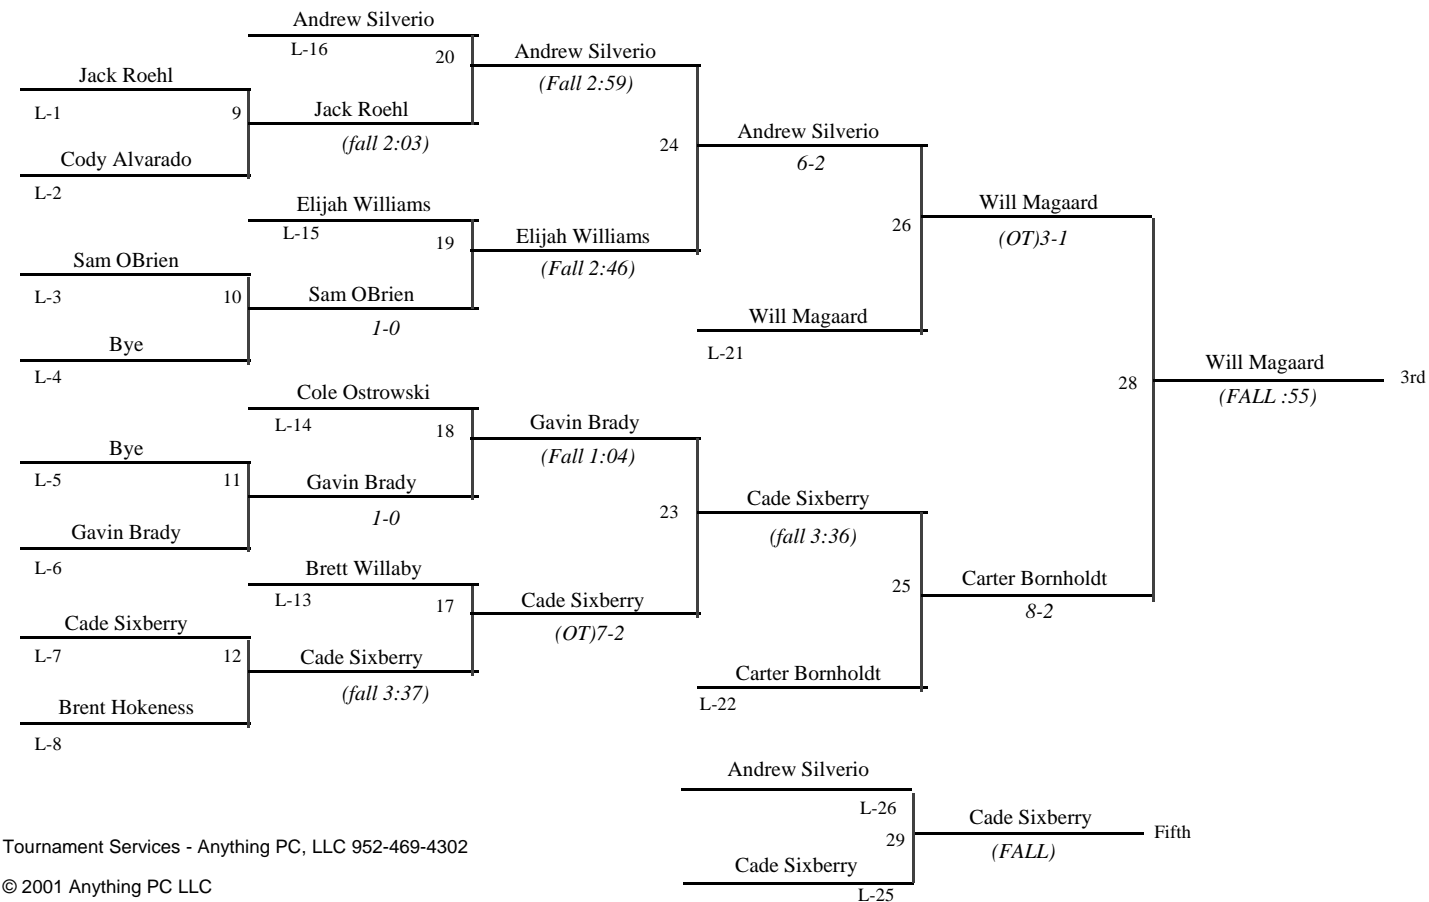 Andrew Silverio
L-16
20
Andrew Silverio
(Fall 2:59)
Jack Roehl
L-1
9
Jack Roehl
(fall 2:03)
24
Andrew Silverio
6-2
Cody Alvarado
L-2
Elijah Williams
L-15
19
Elijah Williams
(Fall 2:46)
26
Will Magaard
(OT)3-1
Sam OBrien
L-3
10
Sam OBrien
1-0
Will Magaard
L-21
Bye
L-4
28
Will Magaard
3rd
(FALL :55)
Cole Ostrowski
L-14
18
Gavin Brady
(Fall 1:04)
Bye
L-5
11
Gavin Brady
1-0
23
Cade Sixberry
(fall 3:36)
Gavin Brady
L-6
Brett Willaby
L-13
17
Cade Sixberry
(OT)7-2
25
Carter Bornholdt
8-2
Cade Sixberry
L-7
12
Cade Sixberry
(fall 3:37)
Carter Bornholdt
L-22
Brent Hokeness
L-8
Andrew Silverio
L-26
29
Cade Sixberry
Fifth
(FALL)
Cade Sixberry
L-25
Tournament Services - Anything PC, LLC 952-469-4302
© 2001 Anything PC LLC